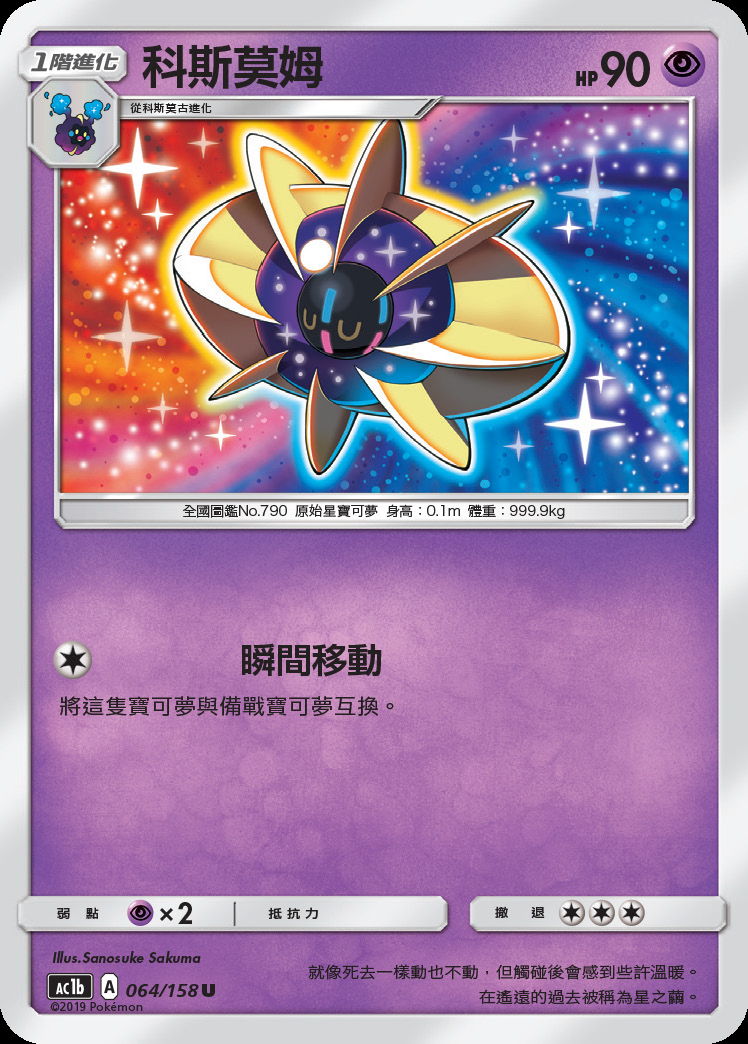 1階進化 科斯莫姆 HP90
從科斯莫古進化
全國圖鑑No.790 原始星寶可夢 身高：0.1m 體重：999.9kg
瞬間移動
將這隻寶可夢與備戰寶可夢互換。
弱點 ×2 抵抗力 撤退
Illus.Sanosuke Sakuma
就像死去一樣動也不動，但觸碰後會感到些許溫暖。
AC1b A 064/158 U
在遙遠的過去被稱為星之繭。
©2019 Pokémon